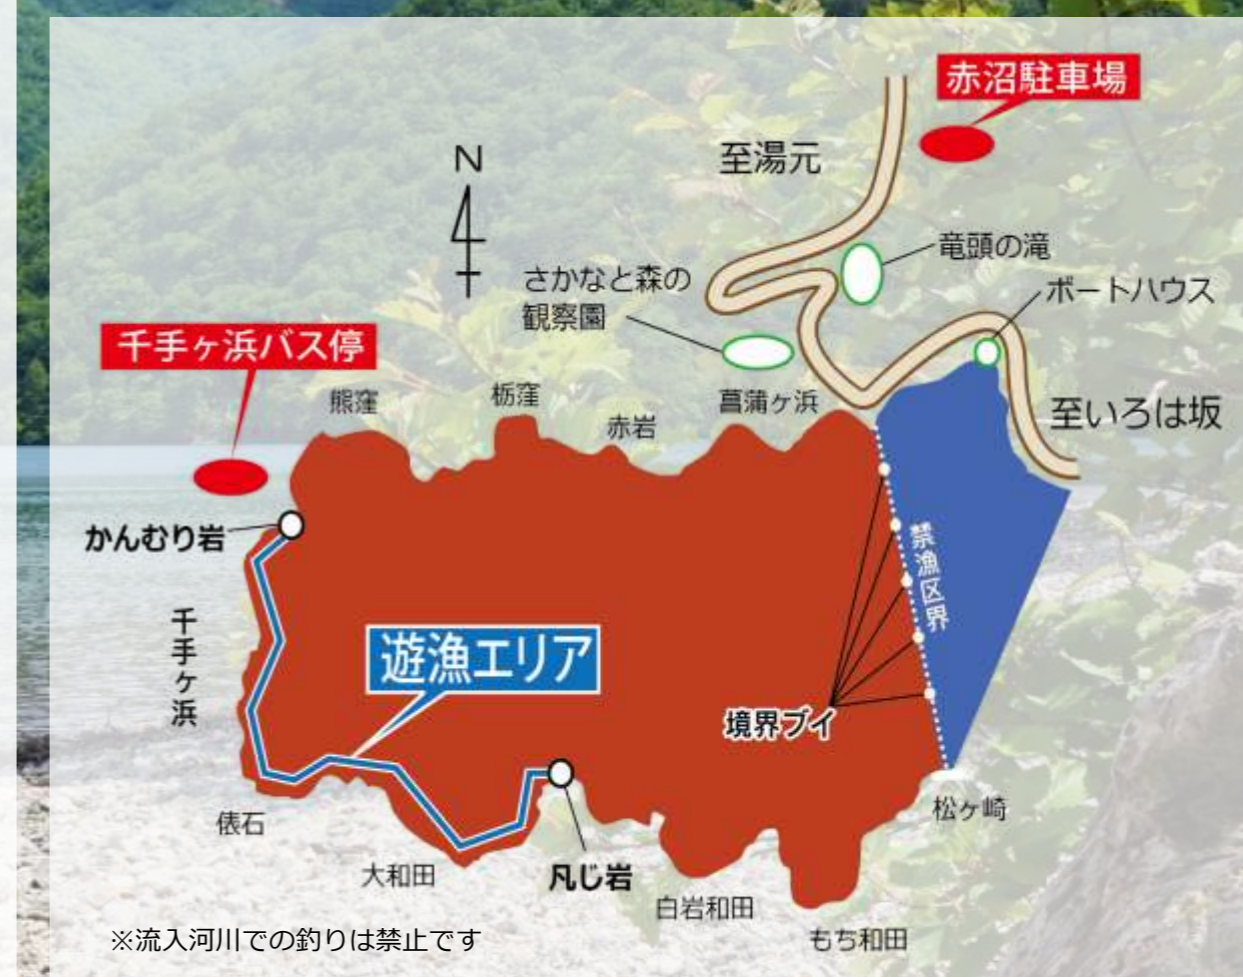 赤沼駐車場
至湯元
N
竜頭の滝
さかなと森の
観察園
ボートハウス
千手ヶ浜バス停
熊窪
栃窪
赤岩
菖蒲ヶ浜
至いろは坂
かんむり岩
禁漁区界
千手ヶ浜
遊漁エリア
境界ブイ
俵石
松ヶ崎
大和田
凡じ岩
白岩和田
もち和田
※流入河川での釣りは禁止です